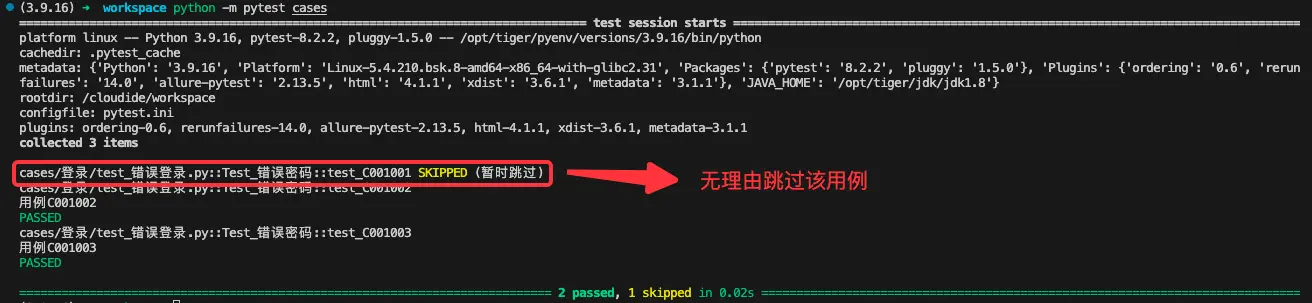 (3.9.16) → workspace python -m pytest cases
test session starts
platform linux -- Python 3.9.16, pytest-8.2.2, pluggy-1.5.0 -- /opt/tiger/pyenv/versions/3.9.16/bin/python
cachedir: .pytest_cache
metadata: {'Python': '3.9.16', 'Platform': 'Linux-5.4.210.bsk.8-amd64-x86_64-with-glibc2.31', 'Packages': {'pytest': '8.2.2', 'pluggy': '1.5.0'}, 'Plugins': {'ordering': '0.6', 'rerun
failures': '14.0', 'allure-pytest': '2.13.5', 'html': '4.1.1', 'xdist': '3.6.1', 'metadata': '3.1.1'}, 'JAVA_HOME': '/opt/tiger/jdk/jdk1.8'}
rootdir: /cloudide/workspace
configfile: pytest.ini
plugins: ordering-0.6, rerunfailures-14.0, allure-pytest-2.13.5, html-4.1.1, xdist-3.6.1, metadata-3.1.1
collected 3 items
cases/登录/test_错误登录.py::Test_错误密码::test_C001001 SKIPPED (暂时跳过)
无理由跳过该用例
cases/登录/test_错误登录.py::Test_错误密码::test_C001002
用例C001002
PASSED
cases/登录/test_错误登录.py::Test_错误密码::test_C001003
用例C001003
PASSED
2 passed, 1 skipped in 0.02s